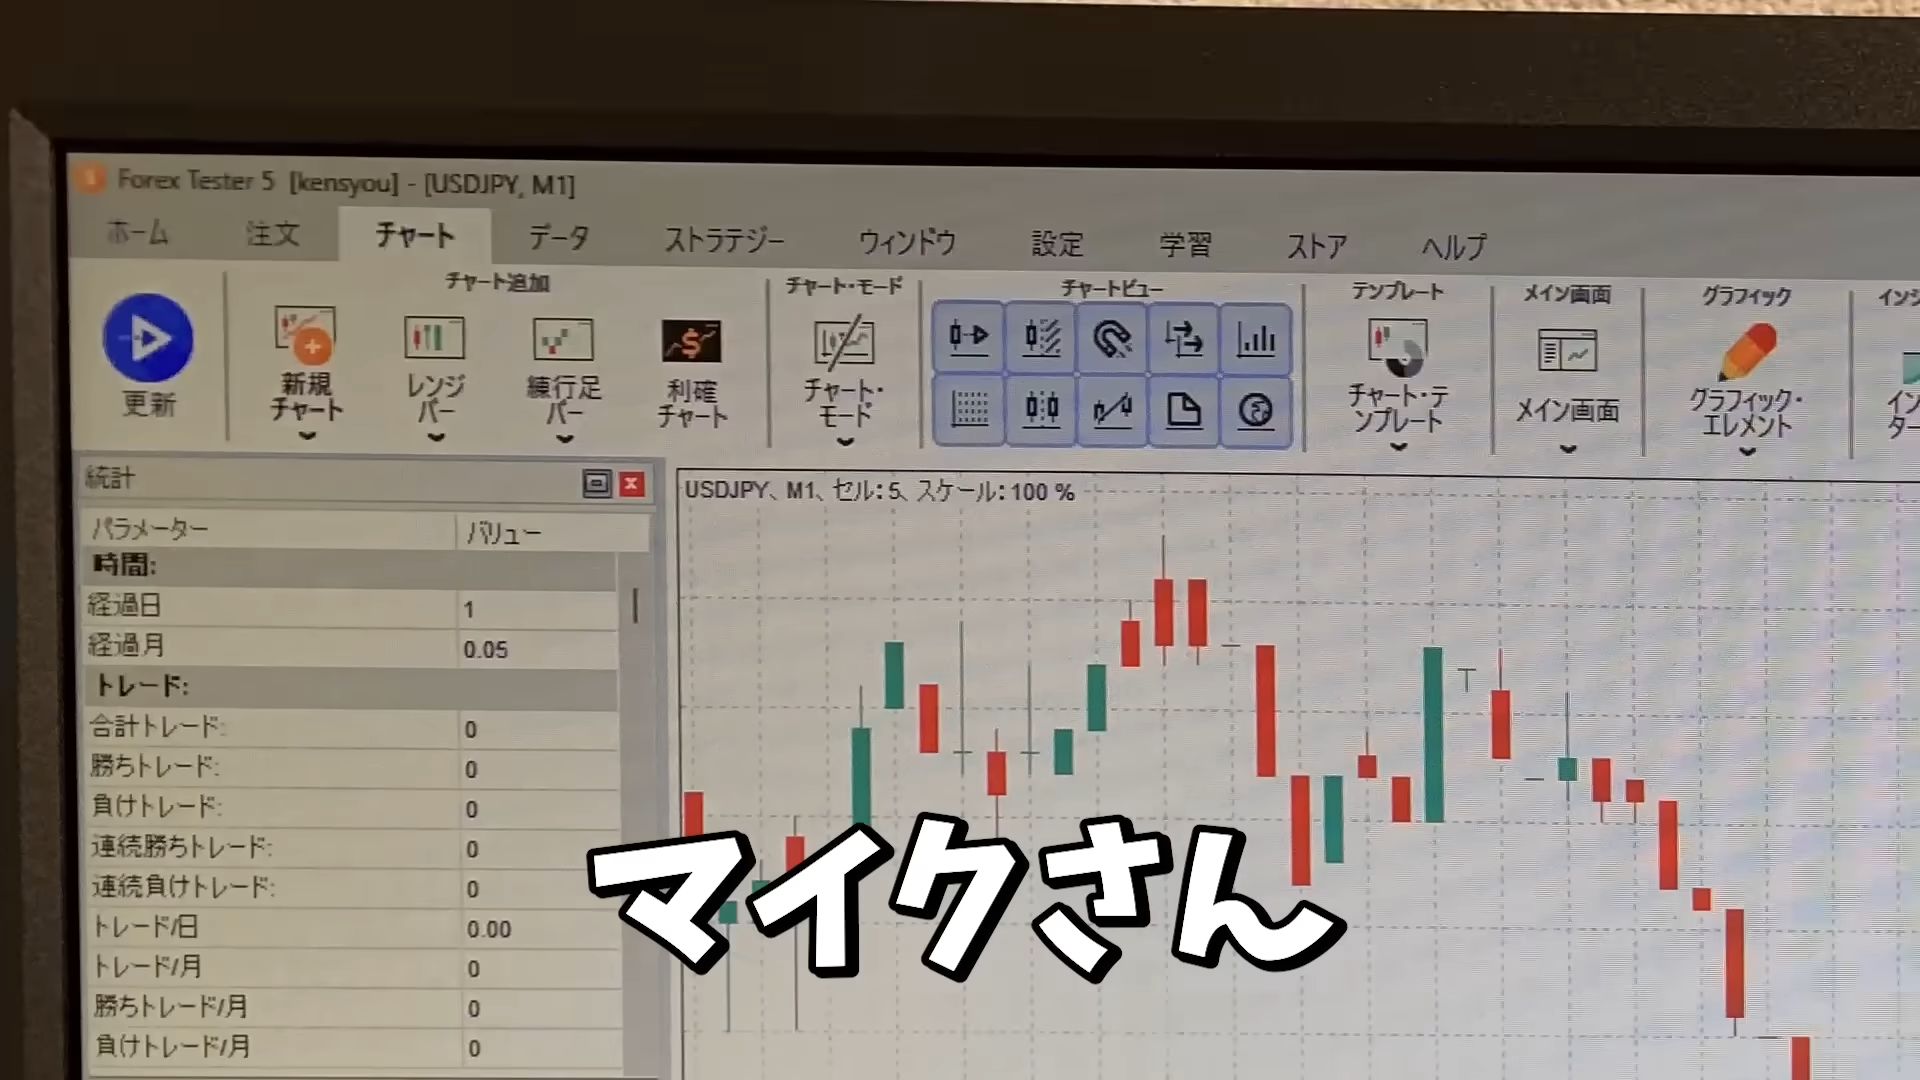 Forex Tester 5 [kensyou] - [USDJPY, M1]
ホーム 注文 チャート データ ストラテジー ウィンドウ 設定 学習 ストア ヘルプ
チャート追加 チャート・モード チャートビュー テンプレート メイン画面 グラフィック
更新
新規チャート
レンジバー
練行足バー
利確チャート
チャート・モード
チャート・テンプレート
メイン画面
グラフィック・エレメント
統計
パラメーター バリュー
時間:
経過日 1
経過月 0.05
トレード:
合計トレード: 0
勝ちトレード: 0
負けトレード: 0
連続勝ちトレード: 0
連続負けトレード: 0
トレード/日 0.00
トレード/月 0
勝ちトレード/月 0
負けトレード/月 0
USDJPY、M1、セル:5、スケール:100 %
マイクさん